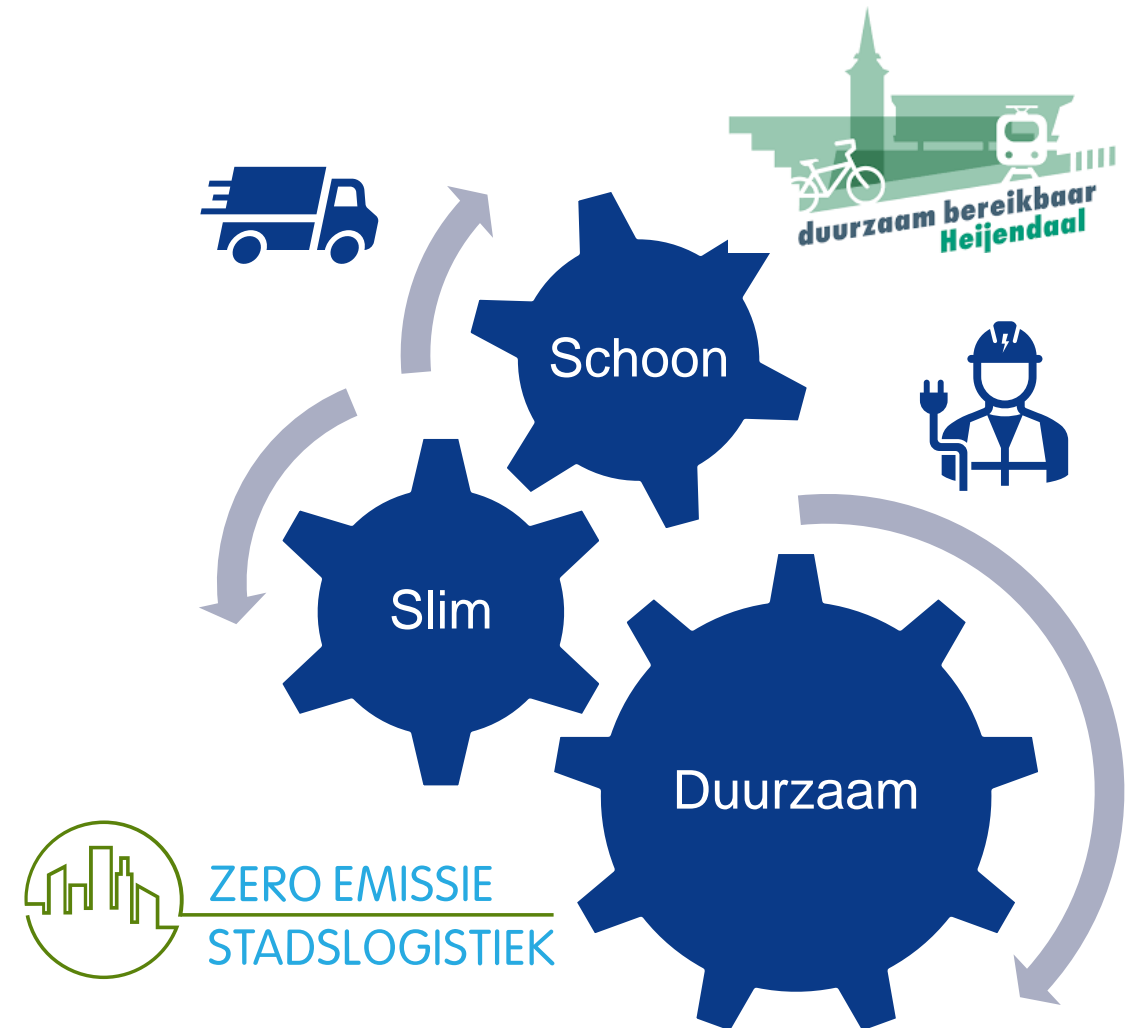 duurzaam bereikbaar
Heijendaal
Schoon
Slim
Duurzaam
ZERO EMISSIE
STADSLOGISTIEK